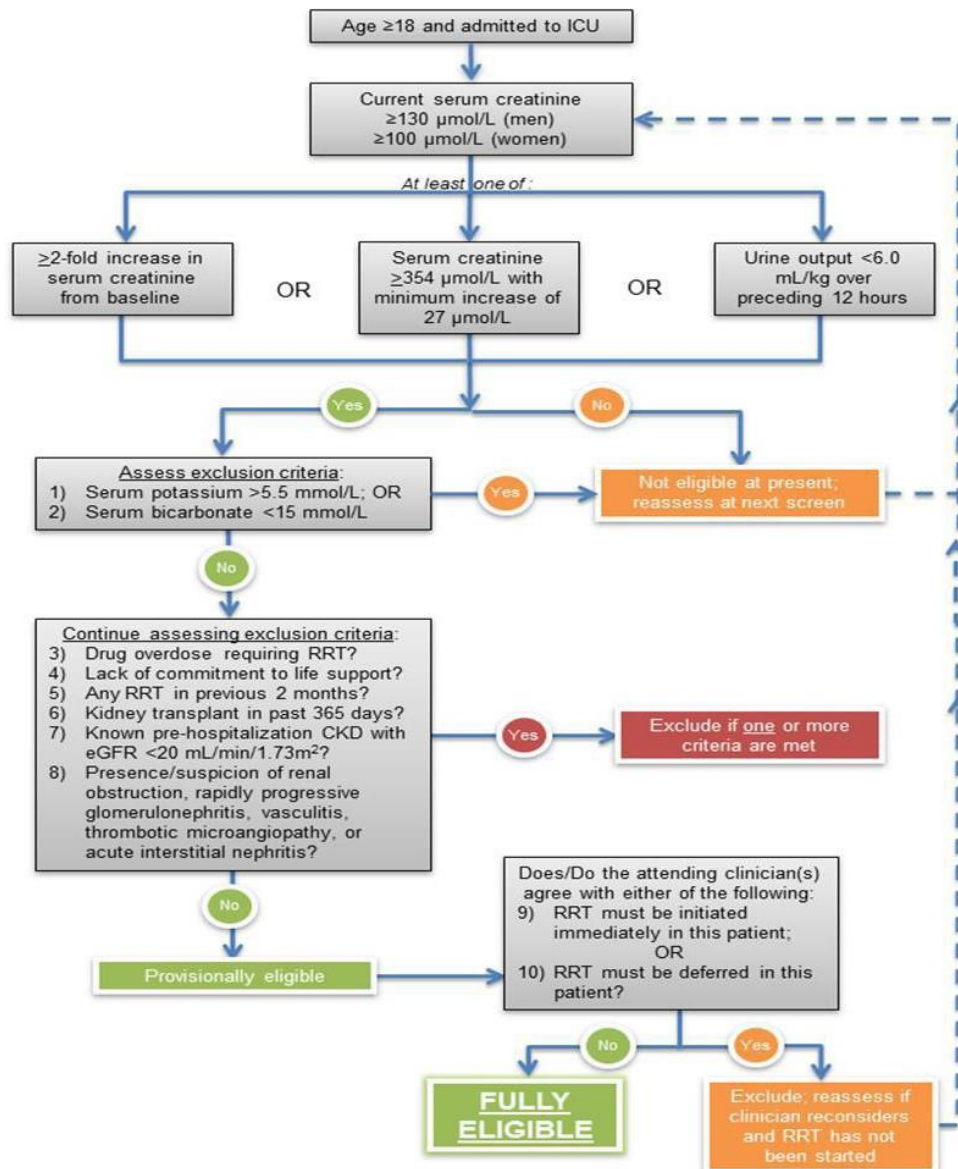 Age ≥18 and admitted to ICU
Current serum creatinine
≥130 µmol/L (men)
≥100 µmol/L (women)
At least one of :
≥2-fold increase in
serum creatinine
from baseline
OR
Serum creatinine
≥354 µmol/L with
minimum increase of
27 µmol/L
OR
Urine output <6.0
mL/kg over
preceding 12 hours
Yes
No
Assess exclusion criteria:
1) Serum potassium >5.5 mmol/L; OR
2) Serum bicarbonate <15 mmol/L
Yes
Not eligible at present;
reassess at next screen
No
Continue assessing exclusion criteria:
3) Drug overdose requiring RRT?
4) Lack of commitment to life support?
5) Any RRT in previous 2 months?
6) Kidney transplant in past 365 days?
7) Known pre-hospitalization CKD with
eGFR <20 mL/min/1.73m²?
8) Presence/suspicion of renal
obstruction, rapidly progressive
glomerulonephritis, vasculitis,
thrombotic microangiopathy, or
acute interstitial nephritis?
Yes
Exclude if one or more
criteria are met
No
Provisionally eligible
Does/Do the attending clinician(s)
agree with either of the following:
9) RRT must be initiated
immediately in this patient;
OR
10) RRT must be deferred in this
patient?
No
Yes
FULLY
ELIGIBLE
Exclude; reassess if
clinician reconsiders
and RRT has not
been started